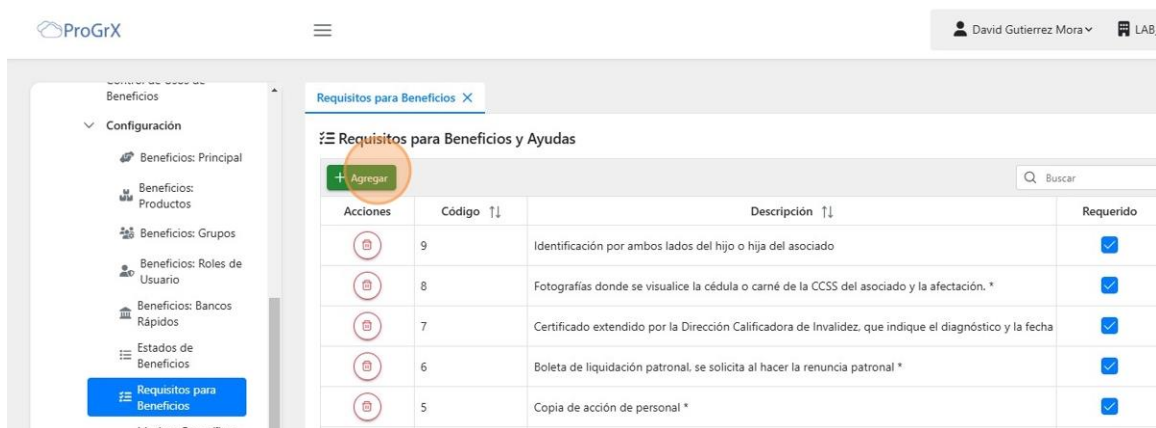 ProGrX
David Gutierrez Mora
LAB
Control de Usos de
Beneficios
Configuración
Beneficios: Principal
Beneficios:
Productos
Beneficios: Grupos
Beneficios: Roles de
Usuario
Beneficios: Bancos
Rápidos
Estados de
Beneficios
Requisitos para
Beneficios
Requisitos para Beneficios
Requisitos para Beneficios y Ayudas
+ Agregar
Buscar
Acciones Código Descripción Requerido
9 Identificación por ambos lados del hijo o hija del asociado
8 Fotografías donde se visualice la cédula o carné de la CCSS del asociado y la afectación. *
7 Certificado extendido por la Dirección Calificadora de Invalidez, que indique el diagnóstico y la fecha
6 Boleta de liquidación patronal, se solicita al hacer la renuncia patronal *
5 Copia de acción de personal *